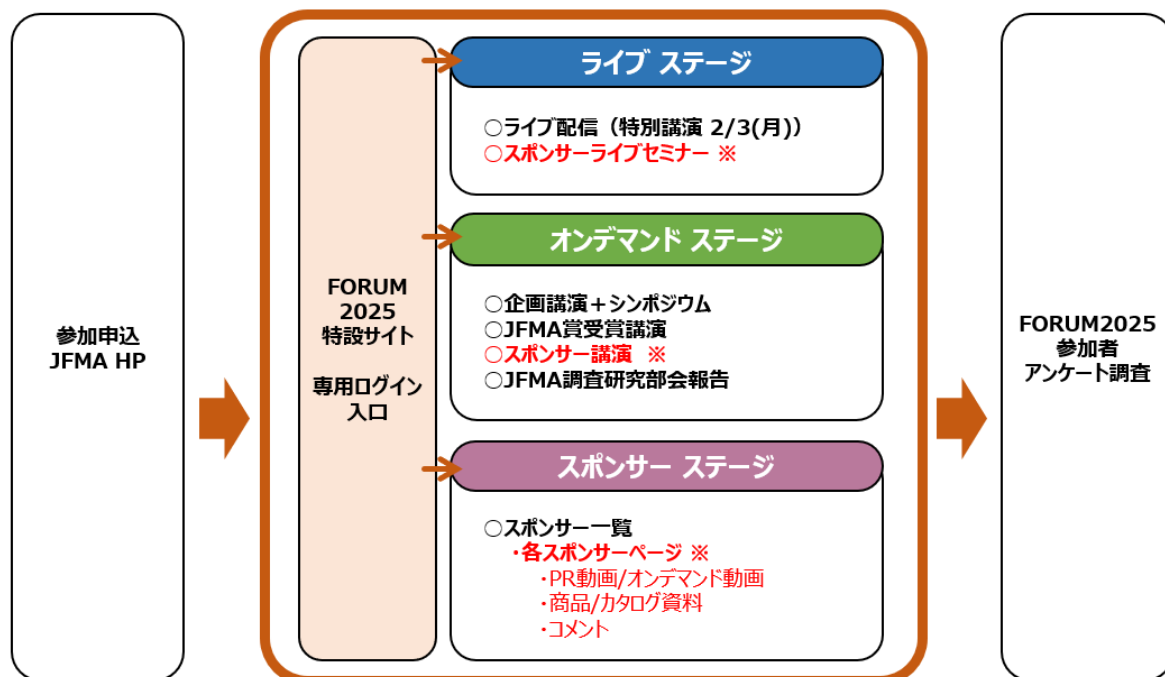 参加申込
JFMA HP
FORUM
2025
特設サイト
専用ログイン
入口
ライブ ステージ
○ライブ配信（特別講演 2/3(月)）
○スポンサーライブセミナー ※
オンデマンド ステージ
○企画講演＋シンポジウム
○JFMA賞受賞講演
○スポンサー講演 ※
○JFMA調査研究部会報告
スポンサー ステージ
○スポンサー一覧
・各スポンサーページ ※
・PR動画/オンデマンド動画
・商品/カタログ資料
・コメント
FORUM2025
参加者
アンケート調査